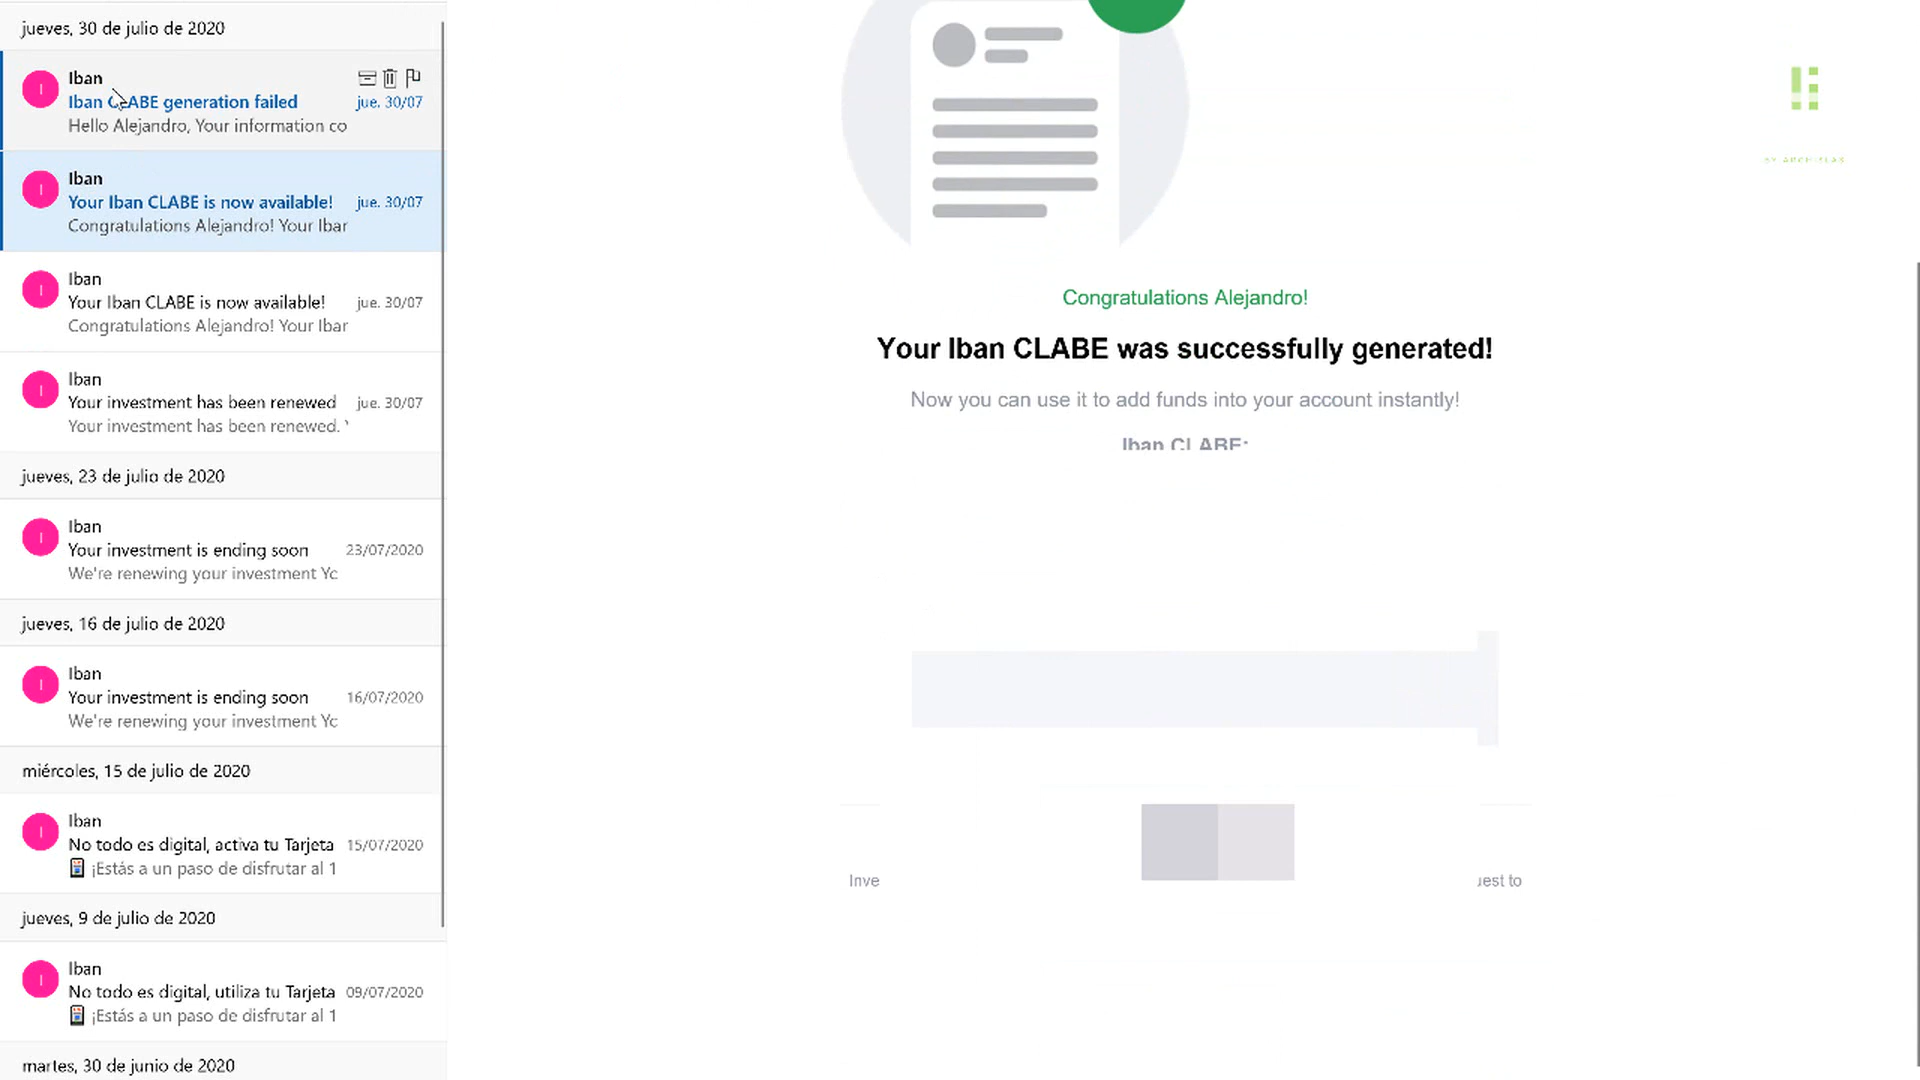 jueves, 30 de julio de 2020
Iban
Iban CLABE generation failed
jue. 30/07
Hello Alejandro, Your information co
Iban
Your Iban CLABE is now available!
jue. 30/07
Congratulations Alejandro! Your Ibar
Iban
Your Iban CLABE is now available!
jue. 30/07
Congratulations Alejandro! Your Ibar
Iban
Your investment has been renewed
jue. 30/07
Your investment has been renewed. `
jueves, 23 de julio de 2020
Iban
Your investment is ending soon
23/07/2020
We're renewing your investment Yc
jueves, 16 de julio de 2020
Iban
Your investment is ending soon
16/07/2020
We're renewing your investment Yc
miércoles, 15 de julio de 2020
Iban
No todo es digital, activa tu Tarjeta
15/07/2020
¡Estás a un paso de disfrutar al 1
jueves, 9 de julio de 2020
Iban
No todo es digital, utiliza tu Tarjeta
09/07/2020
¡Estás a un paso de disfrutar al 1
martes, 30 de junio de 2020
Congratulations Alejandro!
Your Iban CLABE was successfully generated!
Now you can use it to add funds into your account instantly!
Iban CLABE:
Inve
uest to